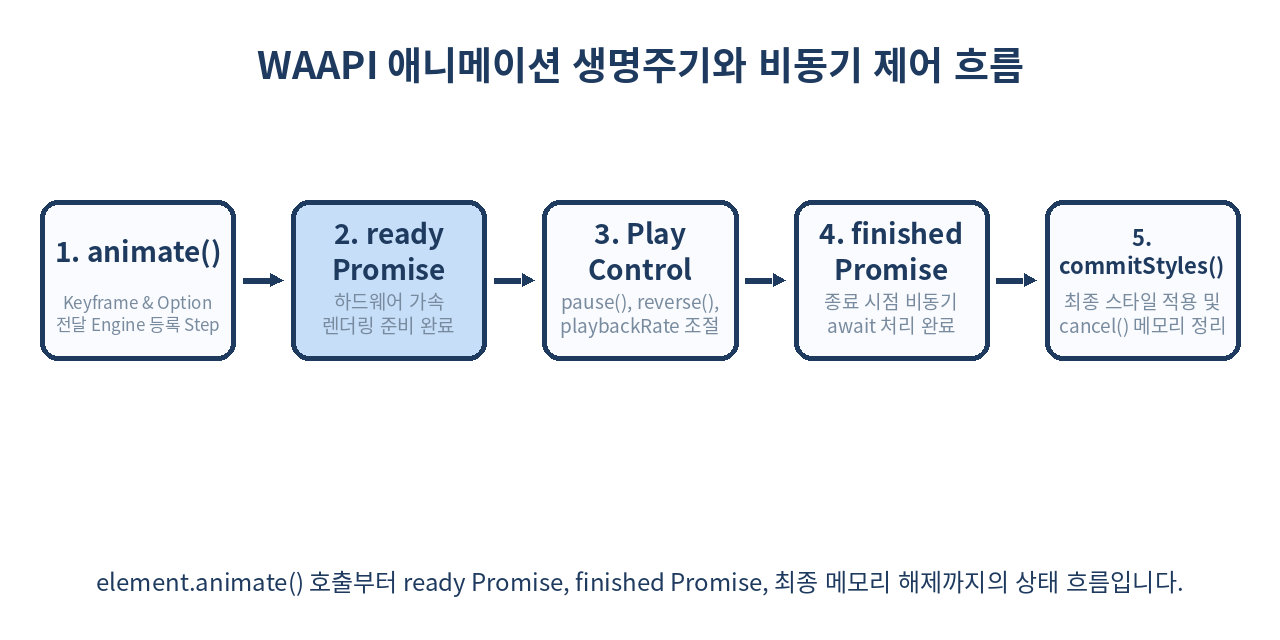 WAAPI 애니메이션 생명주기와 비동기 제어 흐름
1. animate()
Keyframe & Option
전달 Engine 등록 Step
2. ready
Promise
하드웨어 가속
렌더링 준비 완료
3. Play
Control
pause(), reverse(),
playbackRate 조절
4. finished
Promise
종료 시점 비동기
await 처리 완료
5.
commitStyles()
최종 스타일 적용 및
cancel() 메모리 정리
element.animate() 호출부터 ready Promise, finished Promise, 최종 메모리 해제까지의 상태 흐름입니다.